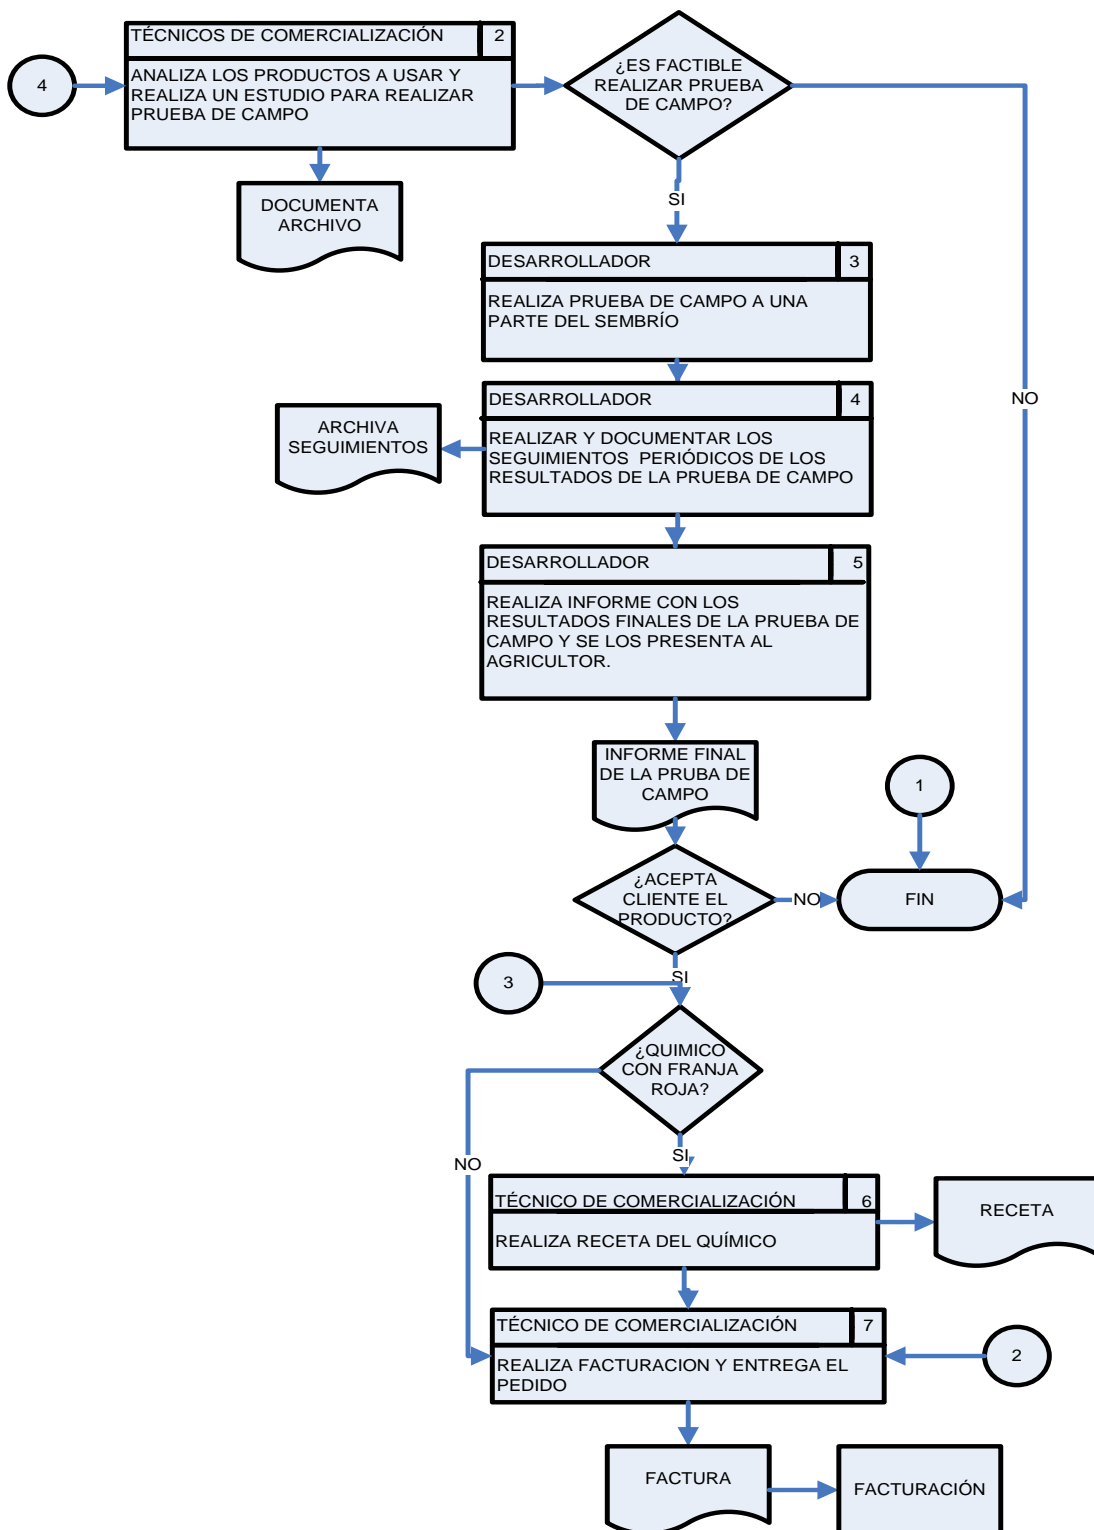 TÉCNICOS DE COMERCIALIZACIÓN
2
4
ANALIZA LOS PRODUCTOS A USAR Y
REALIZA UN ESTUDIO PARA REALIZAR
PRUEBA DE CAMPO
¿ES FACTIBLE
REALIZAR PRUEBA
DE CAMPO?
DOCUMENTA
ARCHIVO
SI
DESARROLLADOR
3
REALIZA PRUEBA DE CAMPO A UNA
PARTE DEL SEMBRÍO
NO
DESARROLLADOR
4
REALIZAR Y DOCUMENTAR LOS
SEGUIMIENTOS PERIÓDICOS DE LOS
RESULTADOS DE LA PRUEBA DE CAMPO
ARCHIVA
SEGUIMIENTOS
DESARROLLADOR
5
REALIZA INFORME CON LOS
RESULTADOS FINALES DE LA PRUEBA DE
CAMPO Y SE LOS PRESENTA AL
AGRICULTOR.
INFORME FINAL
DE LA PRUBA DE
CAMPO
1
¿ACEPTA
CLIENTE EL
PRODUCTO?
NO
FIN
SI
3
¿QUIMICO
CON FRANJA
ROJA?
NO
SI
TÉCNICO DE COMERCIALIZACIÓN
6
REALIZA RECETA DEL QUÍMICO
RECETA
TÉCNICO DE COMERCIALIZACIÓN
7
REALIZA FACTURACION Y ENTREGA EL
PEDIDO
2
FACTURA
FACTURACIÓN